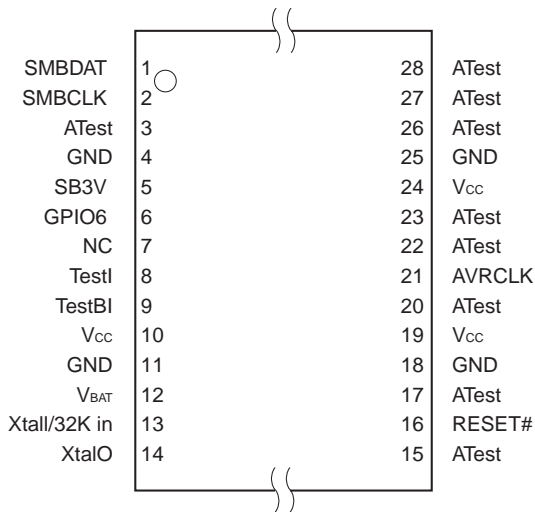 SMBDAT 1 28 ATest
SMBCLK 2 27 ATest
ATest 3 26 ATest
GND 4 25 GND
SB3V 5 24 Vcc
GPIO6 6 23 ATest
NC 7 22 ATest
TestI 8 21 AVRCLK
TestBI 9 20 ATest
Vcc 10 19 Vcc
GND 11 18 GND
VBAT 12 17 ATest
XtalI/32K in 13 16 RESET#
XtalO 14 15 ATest